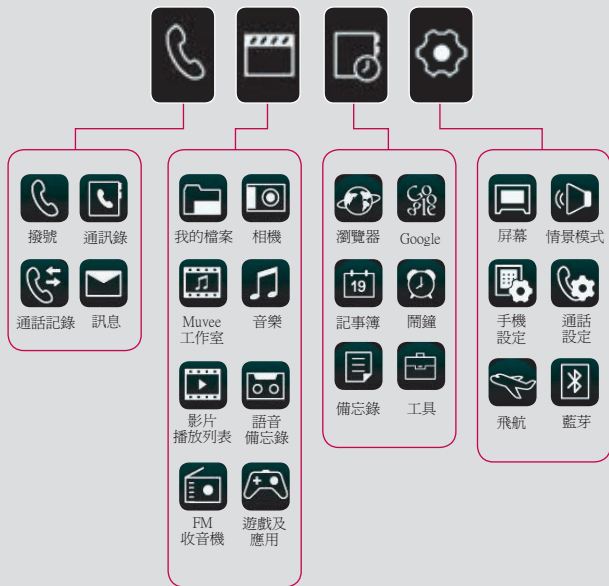 撥號
通訊錄
通話記錄
訊息
我的檔案
相機
Muvee
工作室
音樂
影片
播放列表
語音
備忘錄
FM
收音機
遊戲及
應用
瀏覽器
Google
Google
記事簿
19
鬧鐘
備忘錄
工具
屏幕
情景模式
手機
設定
通話
設定
飛航
藍芽